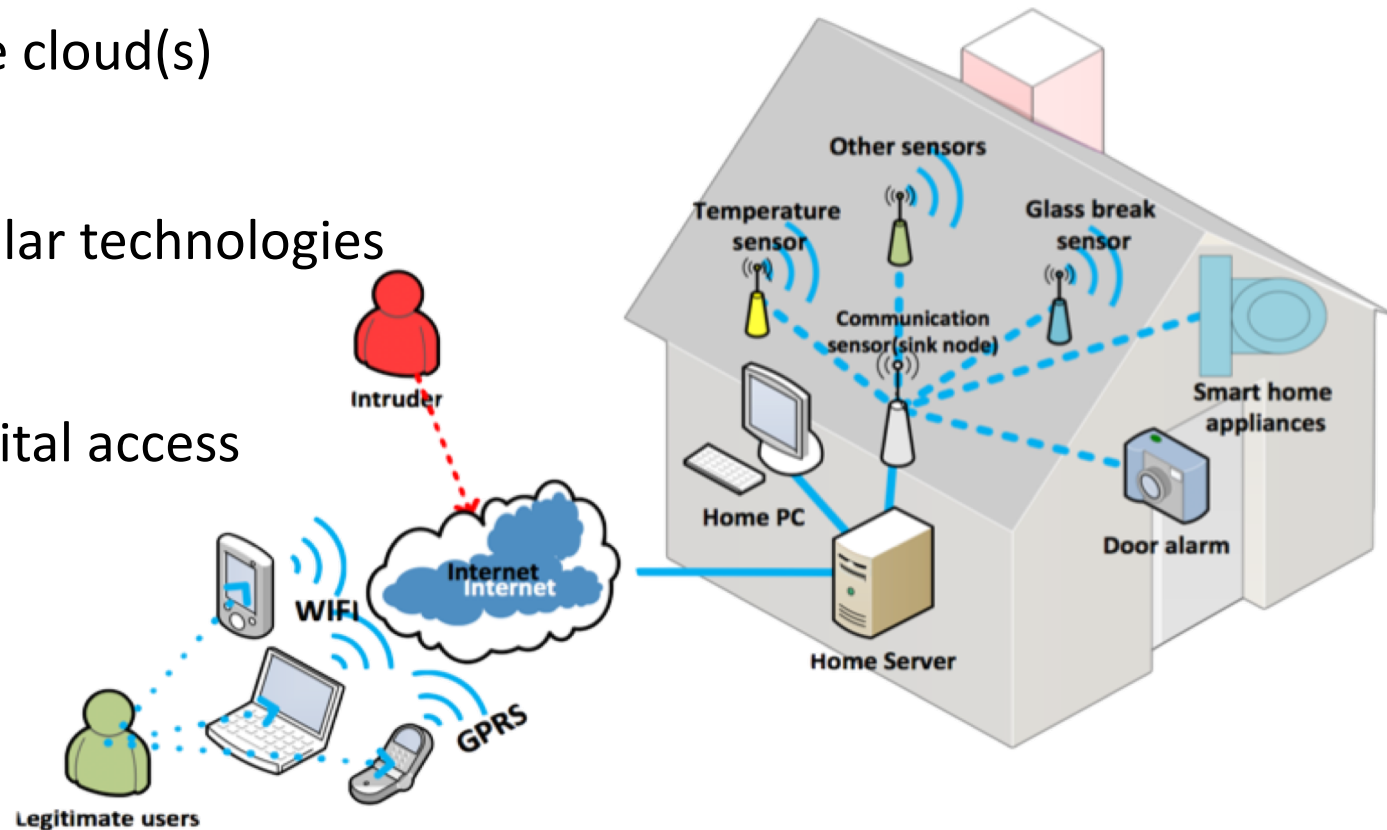 e cloud(s)
lar technologies
ital access
Other sensors
Temperature
sensor
Glass break
sensor
Communication
sensor(sink node)
Smart home
appliances
Intruder
Home PC
Door alarm
Internet
Internet
WIFI
Home Server
GPRS
Legitimate users